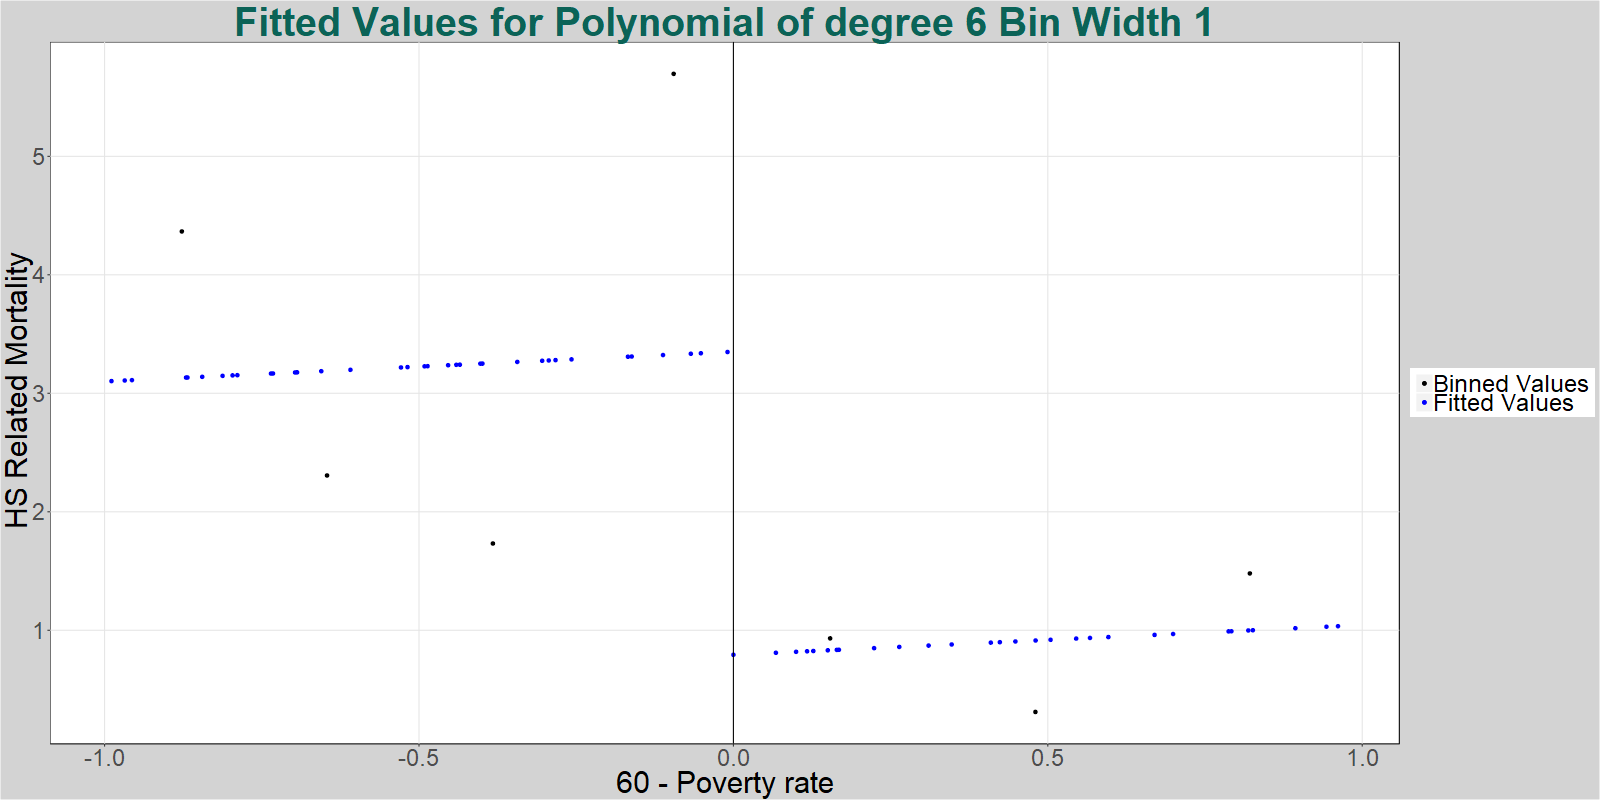 Fitted Values for Polynomial of degree 6 Bin Width 1
HS Related Mortality
5
4
3
2
1
-1.0
-0.5
0.0
0.5
1.0
60 - Poverty rate
Binned Values
Fitted Values